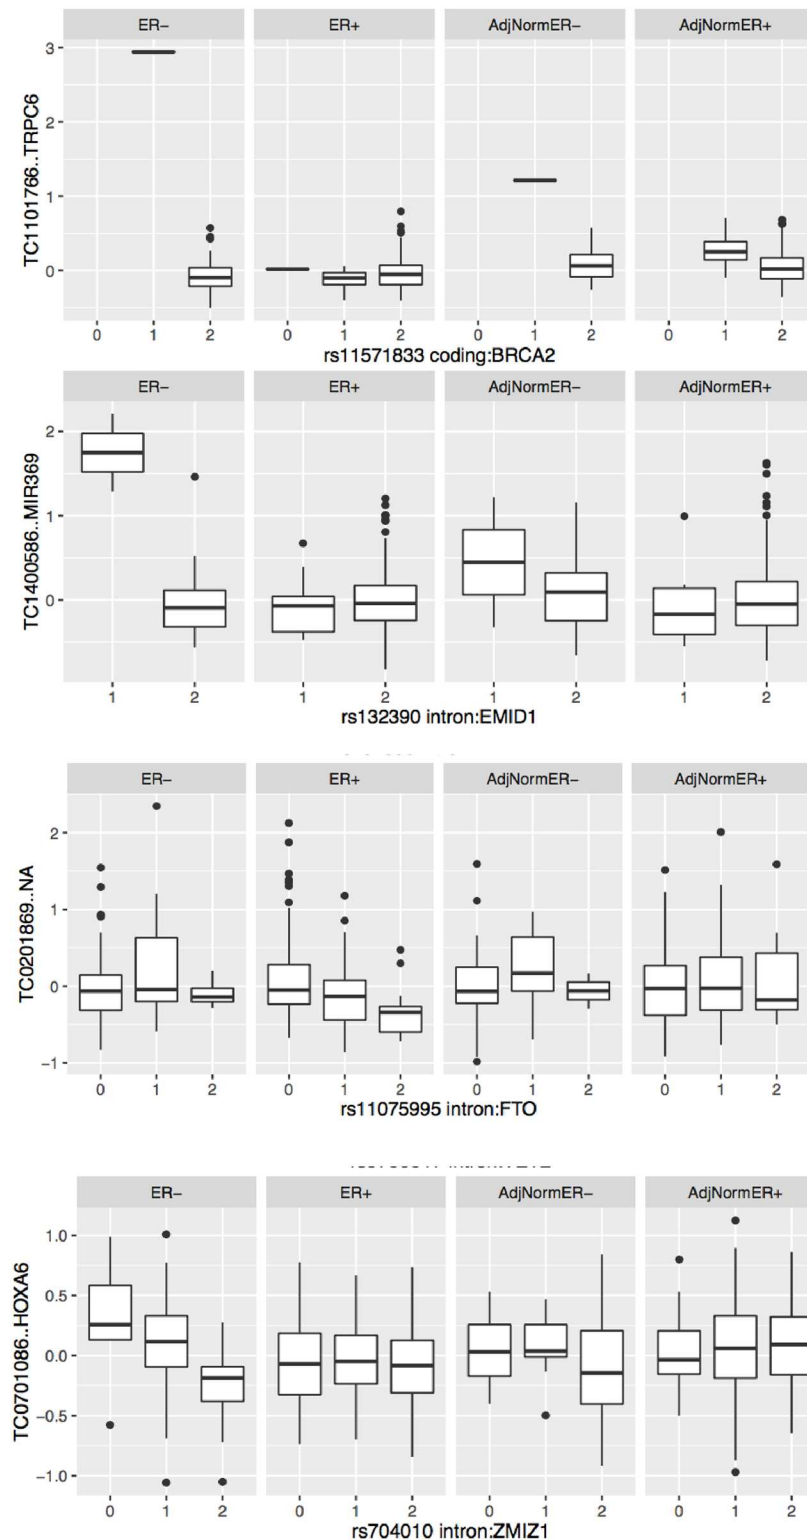 ER− ER+ AdjNormER− AdjNormER+
TC1101766..TRPC6
3
2
1
0
0 1 2 0 1 2 0 1 2 0 1 2
rs11571833 coding:BRCA2
ER− ER+ AdjNormER− AdjNormER+
TC1400586..MIR369
2
1
0
1 2 1 2 1 2 1 2
rs132390 intron:EMID1
ER− ER+ AdjNormER− AdjNormER+
TC0201869..NA
2
1
0
−1
0 1 2 0 1 2 0 1 2 0 1 2
rs11075995 intron:FTO
ER− ER+ AdjNormER− AdjNormER+
TC0701086..HOXA6
1.0
0.5
0.0
−0.5
−1.0
0 1 2 0 1 2 0 1 2 0 1 2
rs704010 intron:ZMIZ1